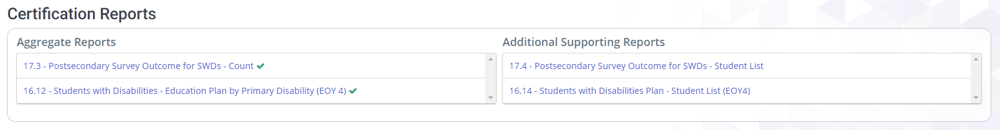 Certification Reports
Aggregate Reports
17.3 - Postsecondary Survey Outcome for SWDs - Count
16.12 - Students with Disabilities - Education Plan by Primary Disability (EOY 4)
Additional Supporting Reports
17.4 - Postsecondary Survey Outcome for SWDs - Student List
16.14 - Students with Disabilities Plan - Student List (EOY4)